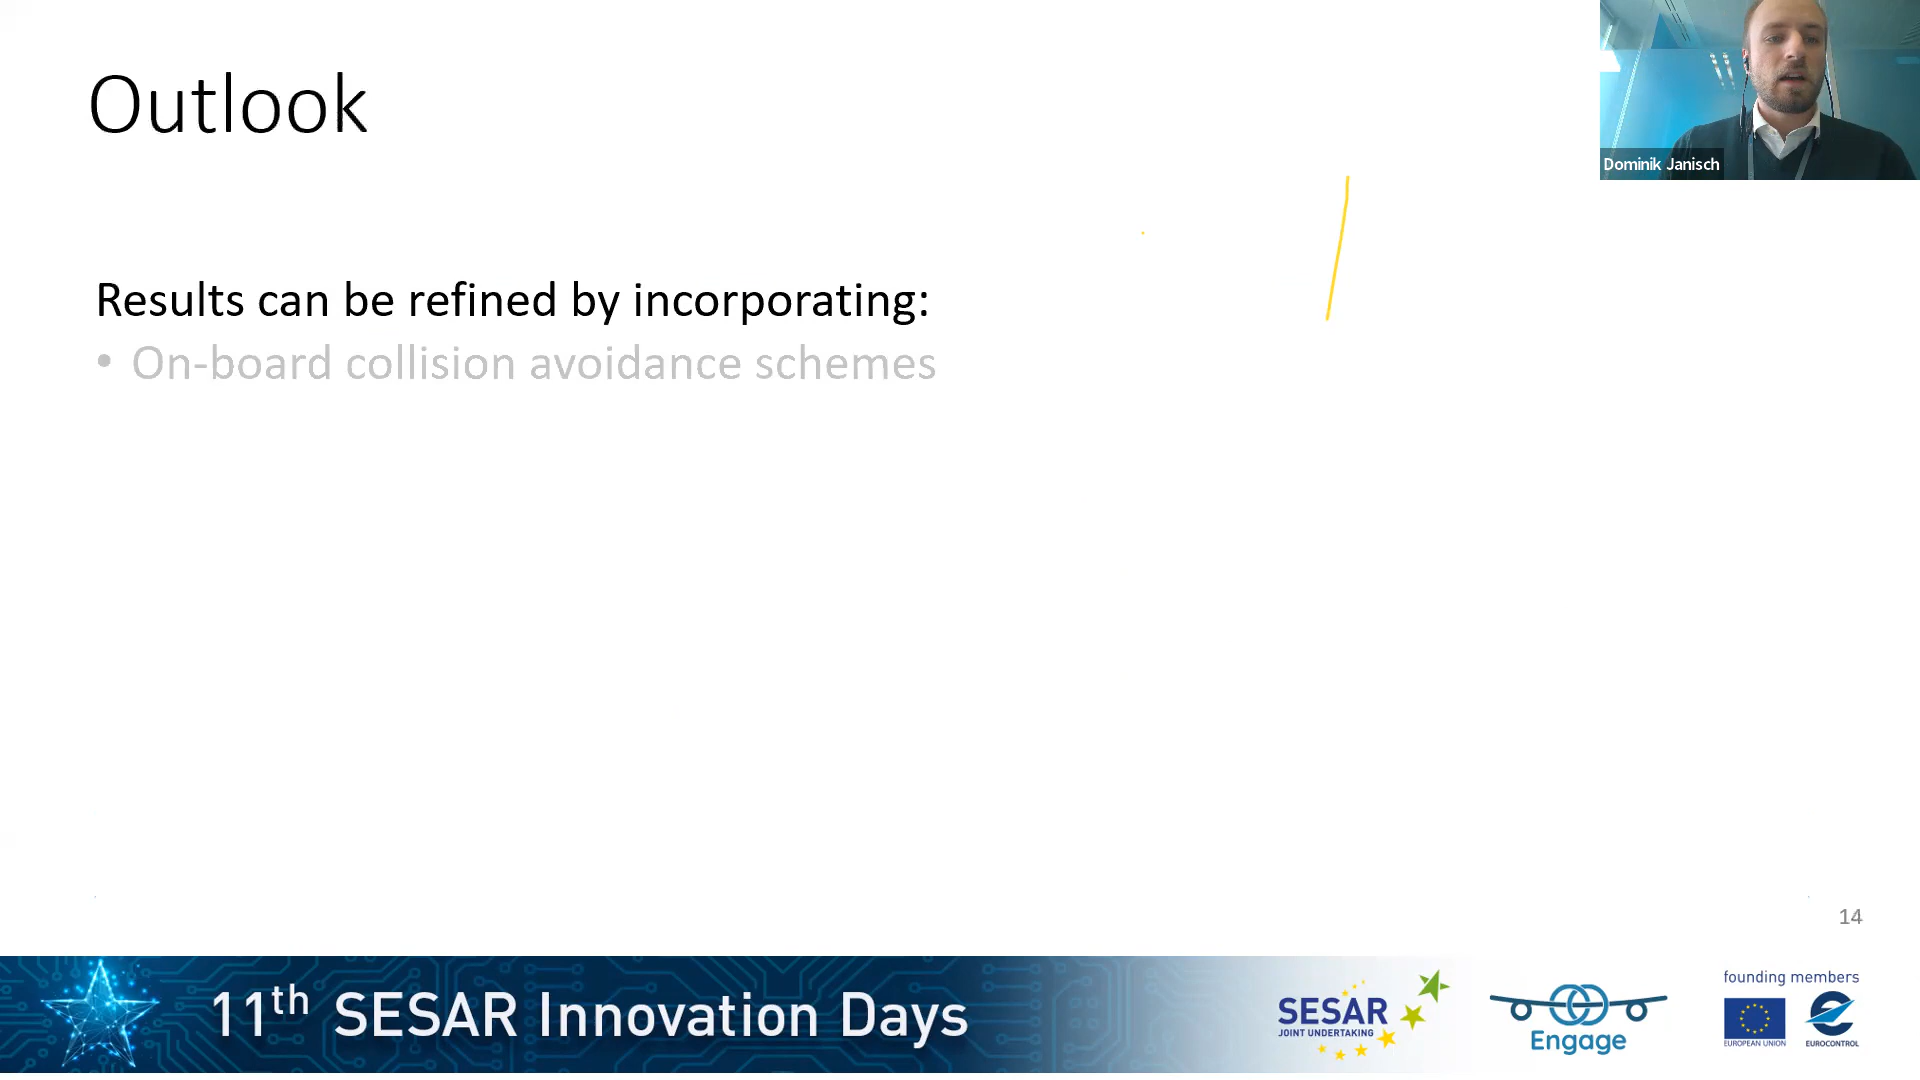 Outlook
Dominik Janisch
Results can be refined by incorporating:
• On-board collision avoidance schemes
14
11th SESAR Innovation Days
SESAR
JOINT UNDERTAKING
Engage
founding members
EUROPEAN UNION
EUROCONTROL